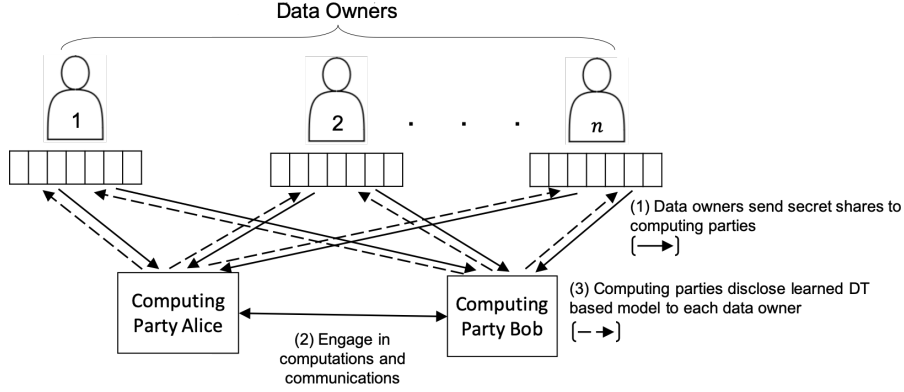 Data Owners
1
2
. . .
n
(1) Data owners send secret shares to
computing parties
Computing
Party Alice
Computing
Party Bob
(3) Computing parties disclose learned DT
based model to each data owner
(2) Engage in
computations and
communications